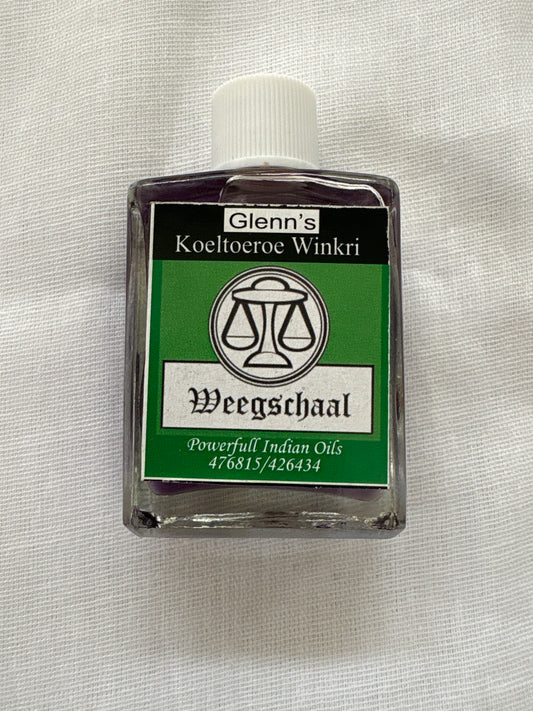 Glenn's
Koeltoeroe Winkri
Weegschaal
Powerfull Indian Oils
476815/426434